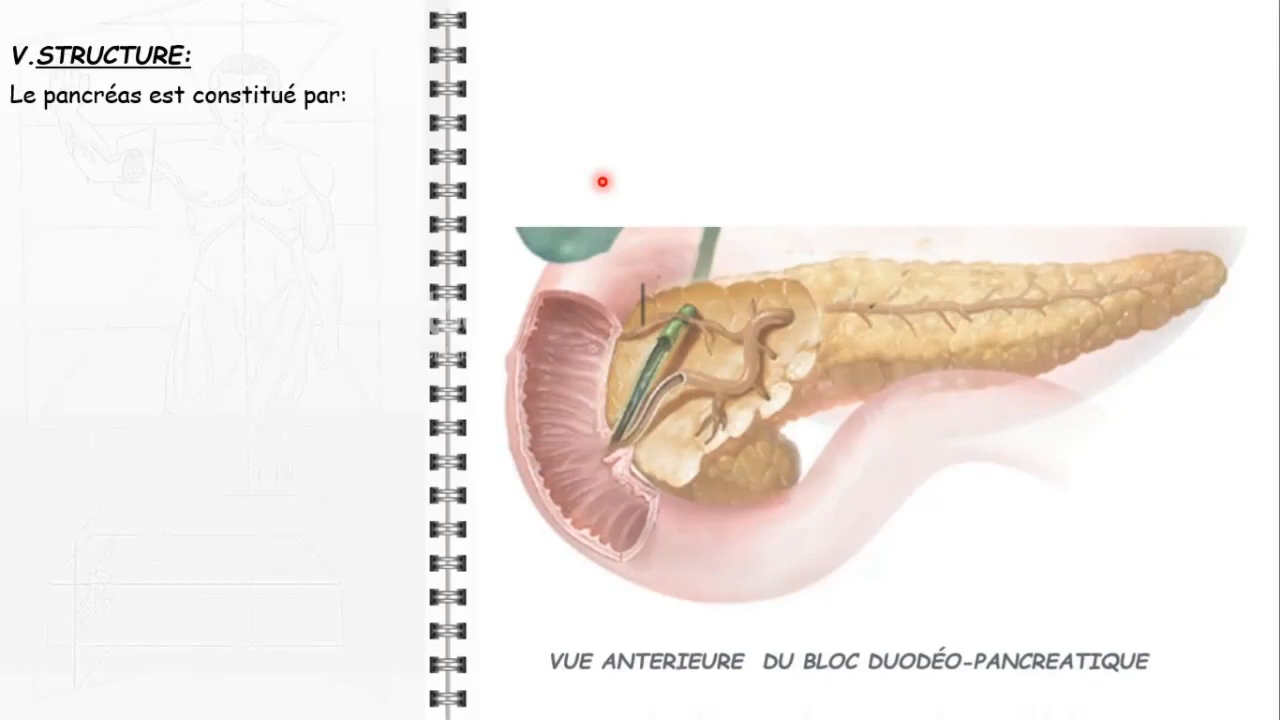 V.STRUCTURE:
Le pancréas est constitué par:
VUE ANTERIEURE DU BLOC DUODÉO-PANCREATIQUE